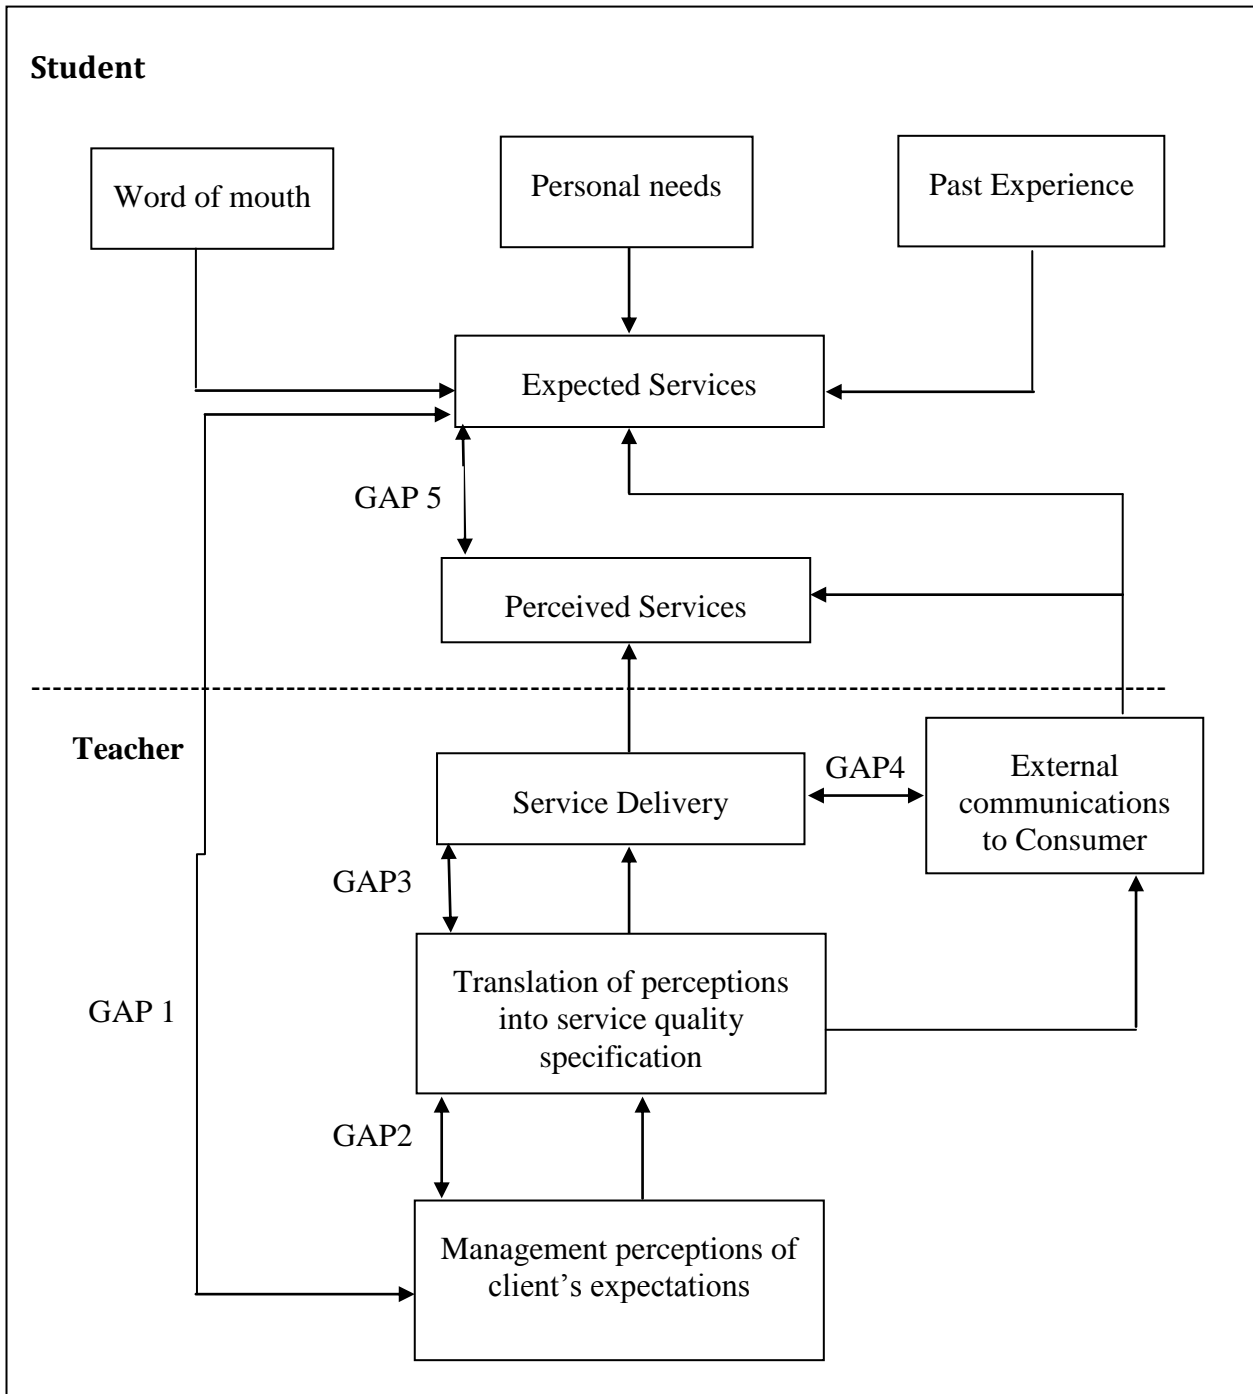 Student
Word of mouth
Personal needs
Past Experience
Expected Services
GAP 5
Perceived Services
Teacher
Service Delivery
GAP4
External
communications
to Consumer
GAP3
Translation of perceptions
into service quality
specification
GAP 1
GAP2
Management perceptions of
client’s expectations